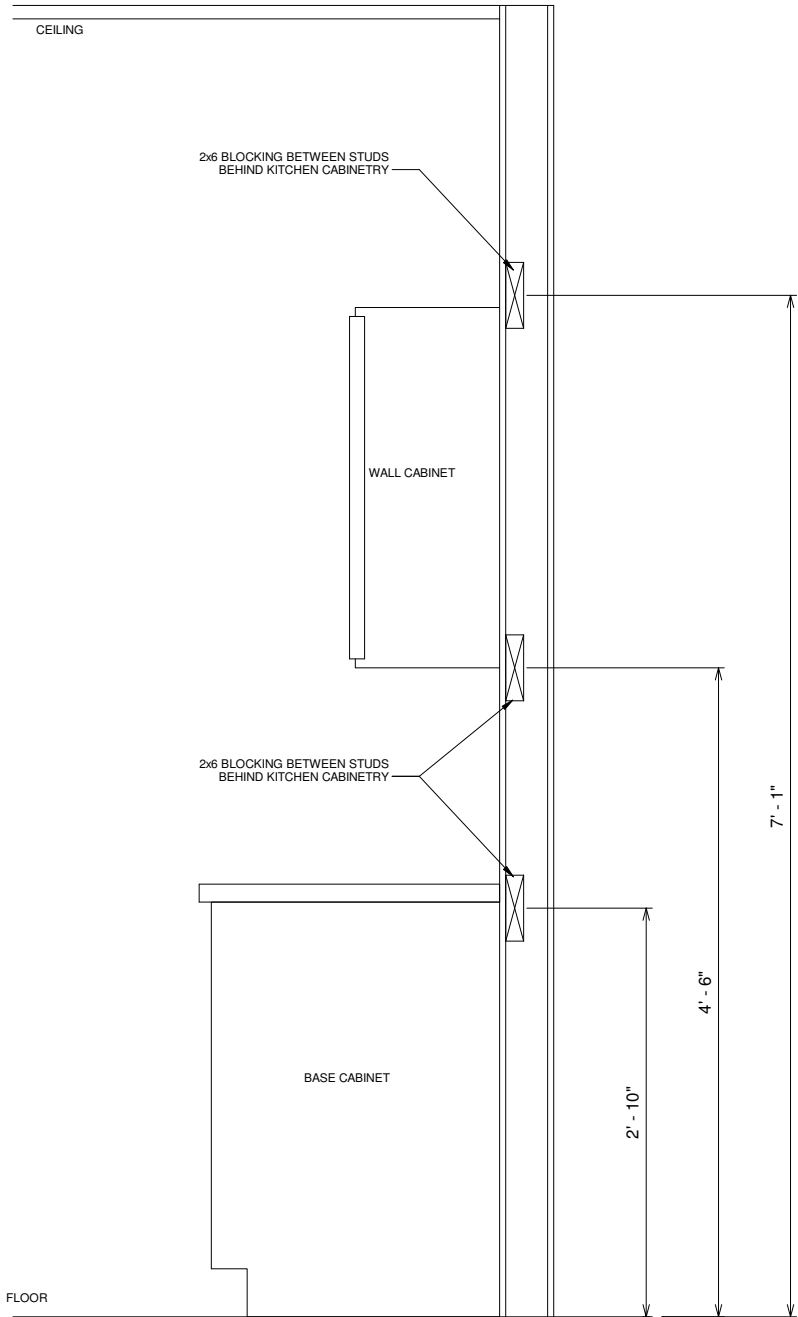 CEILING
2x6 BLOCKING BETWEEN STUDS
BEHIND KITCHEN CABINETRY
WALL CABINET
2x6 BLOCKING BETWEEN STUDS
BEHIND KITCHEN CABINETRY
7' - 1"
4' - 6"
2' - 10"
BASE CABINET
FLOOR